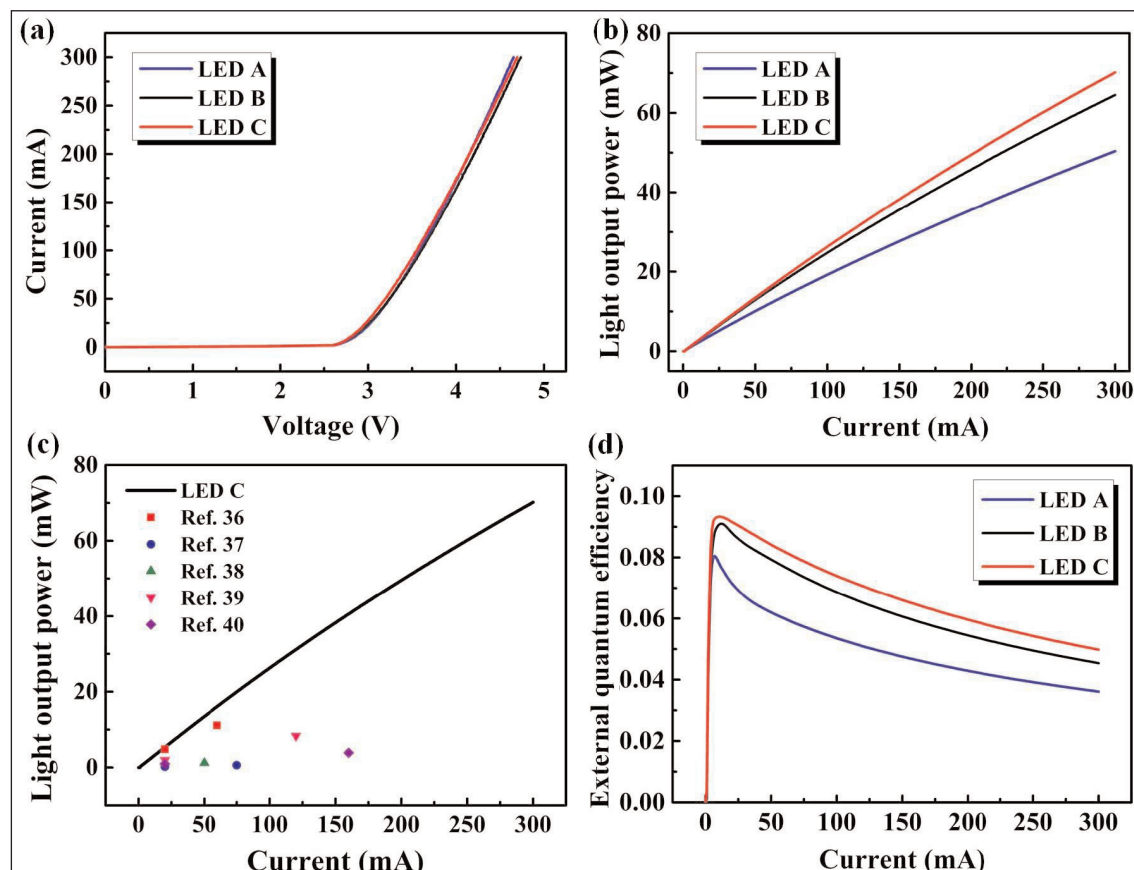 (a)
300
250
200
150
100
50
0
Current (mA)
LED A
LED B
LED C
0 1 2 3 4 5
Voltage (V)
(b)
80
60
40
20
0
Light output power (mW)
LED A
LED B
LED C
0 50 100 150 200 250 300
Current (mA)
(c)
80
60
40
20
0
Light output power (mW)
LED C
Ref. 36
Ref. 37
Ref. 38
Ref. 39
Ref. 40
0 50 100 150 200 250 300
Current (mA)
(d)
0.10
0.08
0.06
0.04
0.02
0.00
External quantum efficiency
LED A
LED B
LED C
0 50 100 150 200 250 300
Current (mA)